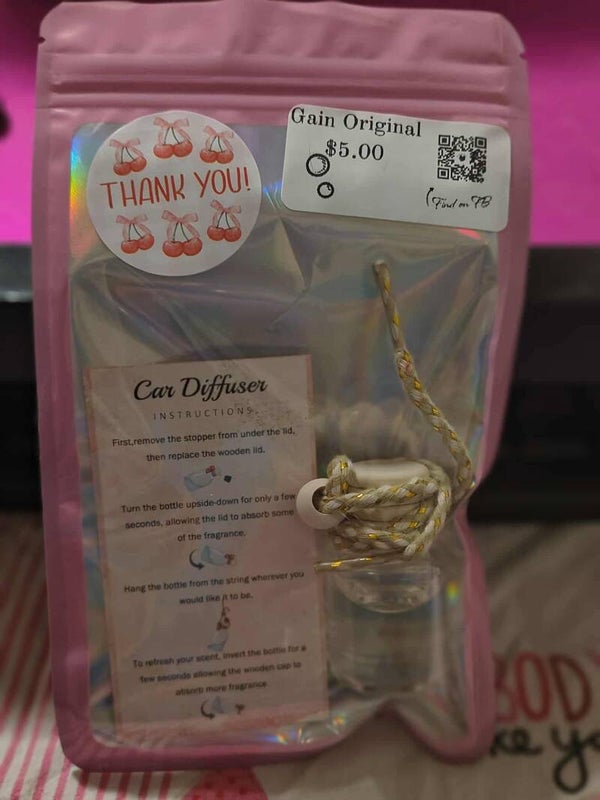 THANK YOU!
Gain Original
$5.00
Find on FB
Car Diffuser
INSTRUCTIONS
First,remove the stopper from under the lid,
then replace the wooden lid.
Turn the bottle upside-down for only a few
seconds, allowing the lid to absorb some
of the fragrance.
Hang the bottle from the string wherever you
would like it to be.
To refresh your scent, invert the bottle for a
few seconds allowing the wooden cap to
absorb more fragrance
BOD